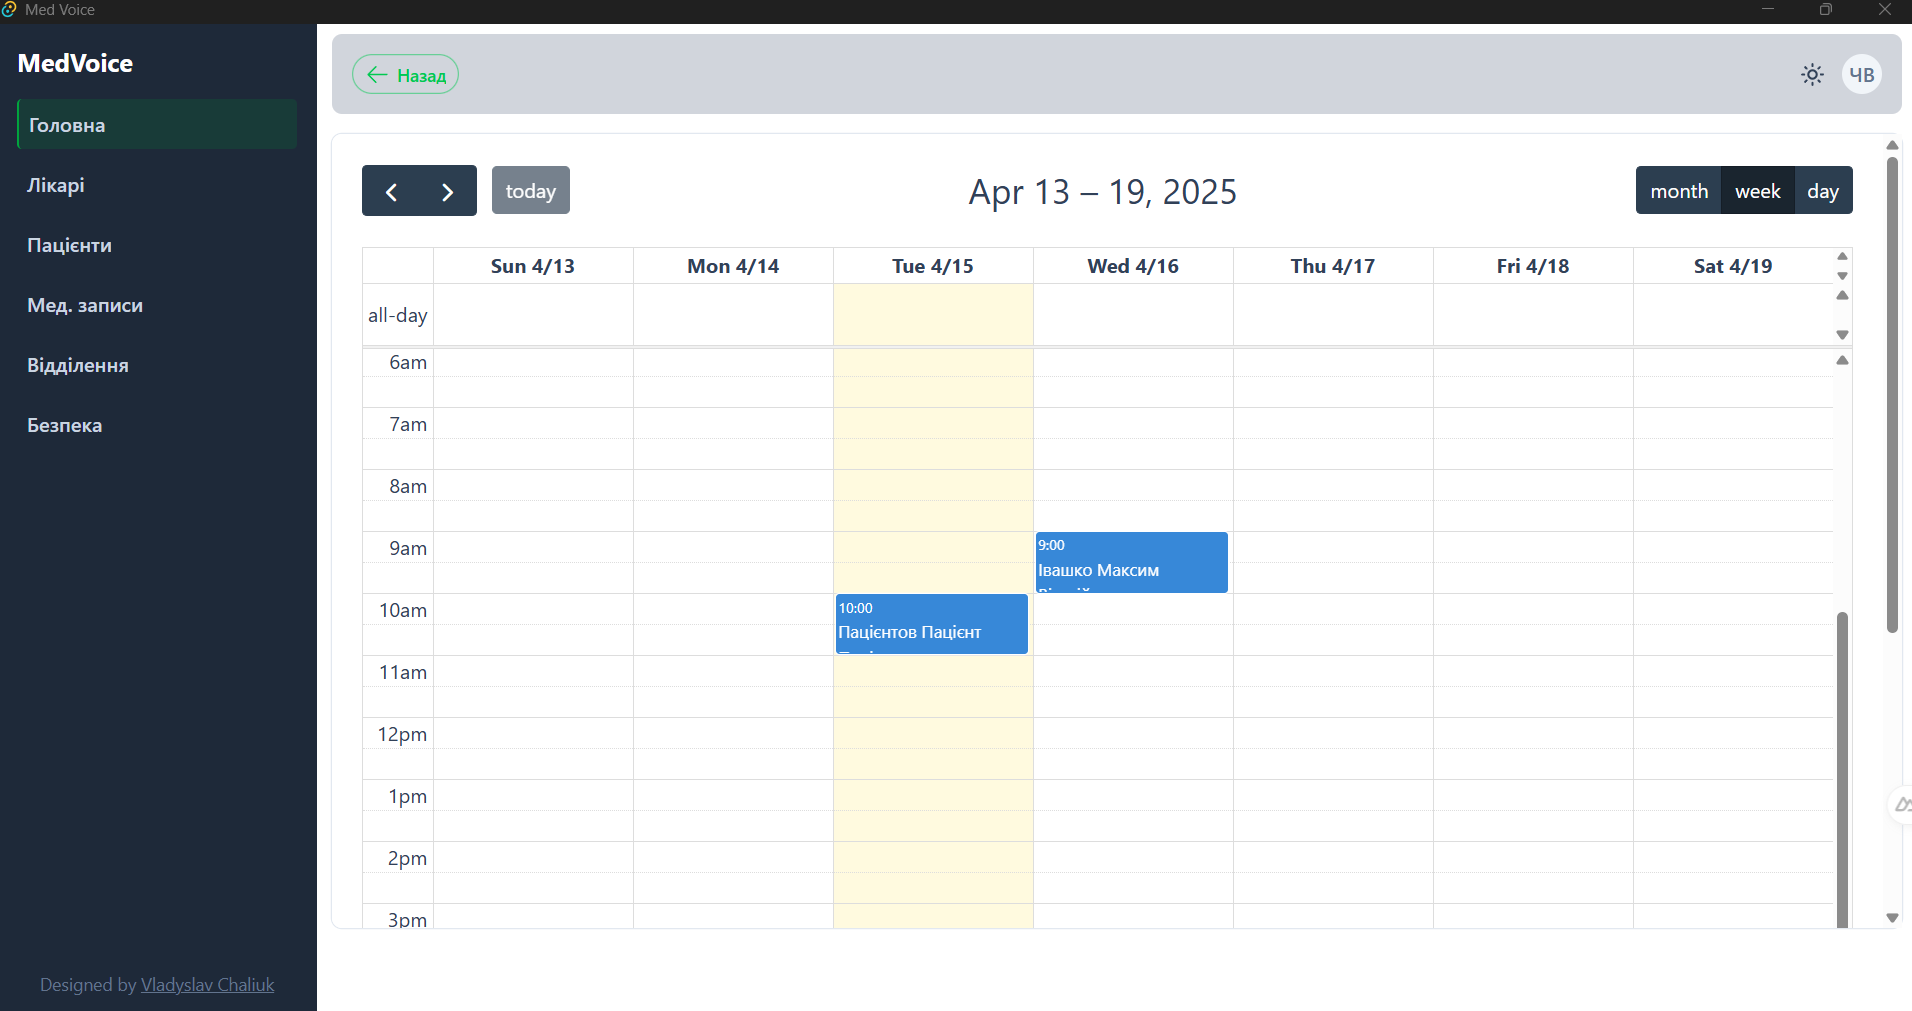 Med Voice
MedVoice
Головна
Лікарі
Пацієнти
Мед. записи
Відділення
Безпека
Designed by Vladyslav Chaliuk
Назад
ЧВ
today
Apr 13 – 19, 2025
month week day
Sun 4/13 Mon 4/14 Tue 4/15 Wed 4/16 Thu 4/17 Fri 4/18 Sat 4/19
all-day
6am
7am
8am
9am
9:00
Івашко Максим
10am
10:00
Пацієнтов Пацієнт
11am
12pm
1pm
2pm
3pm